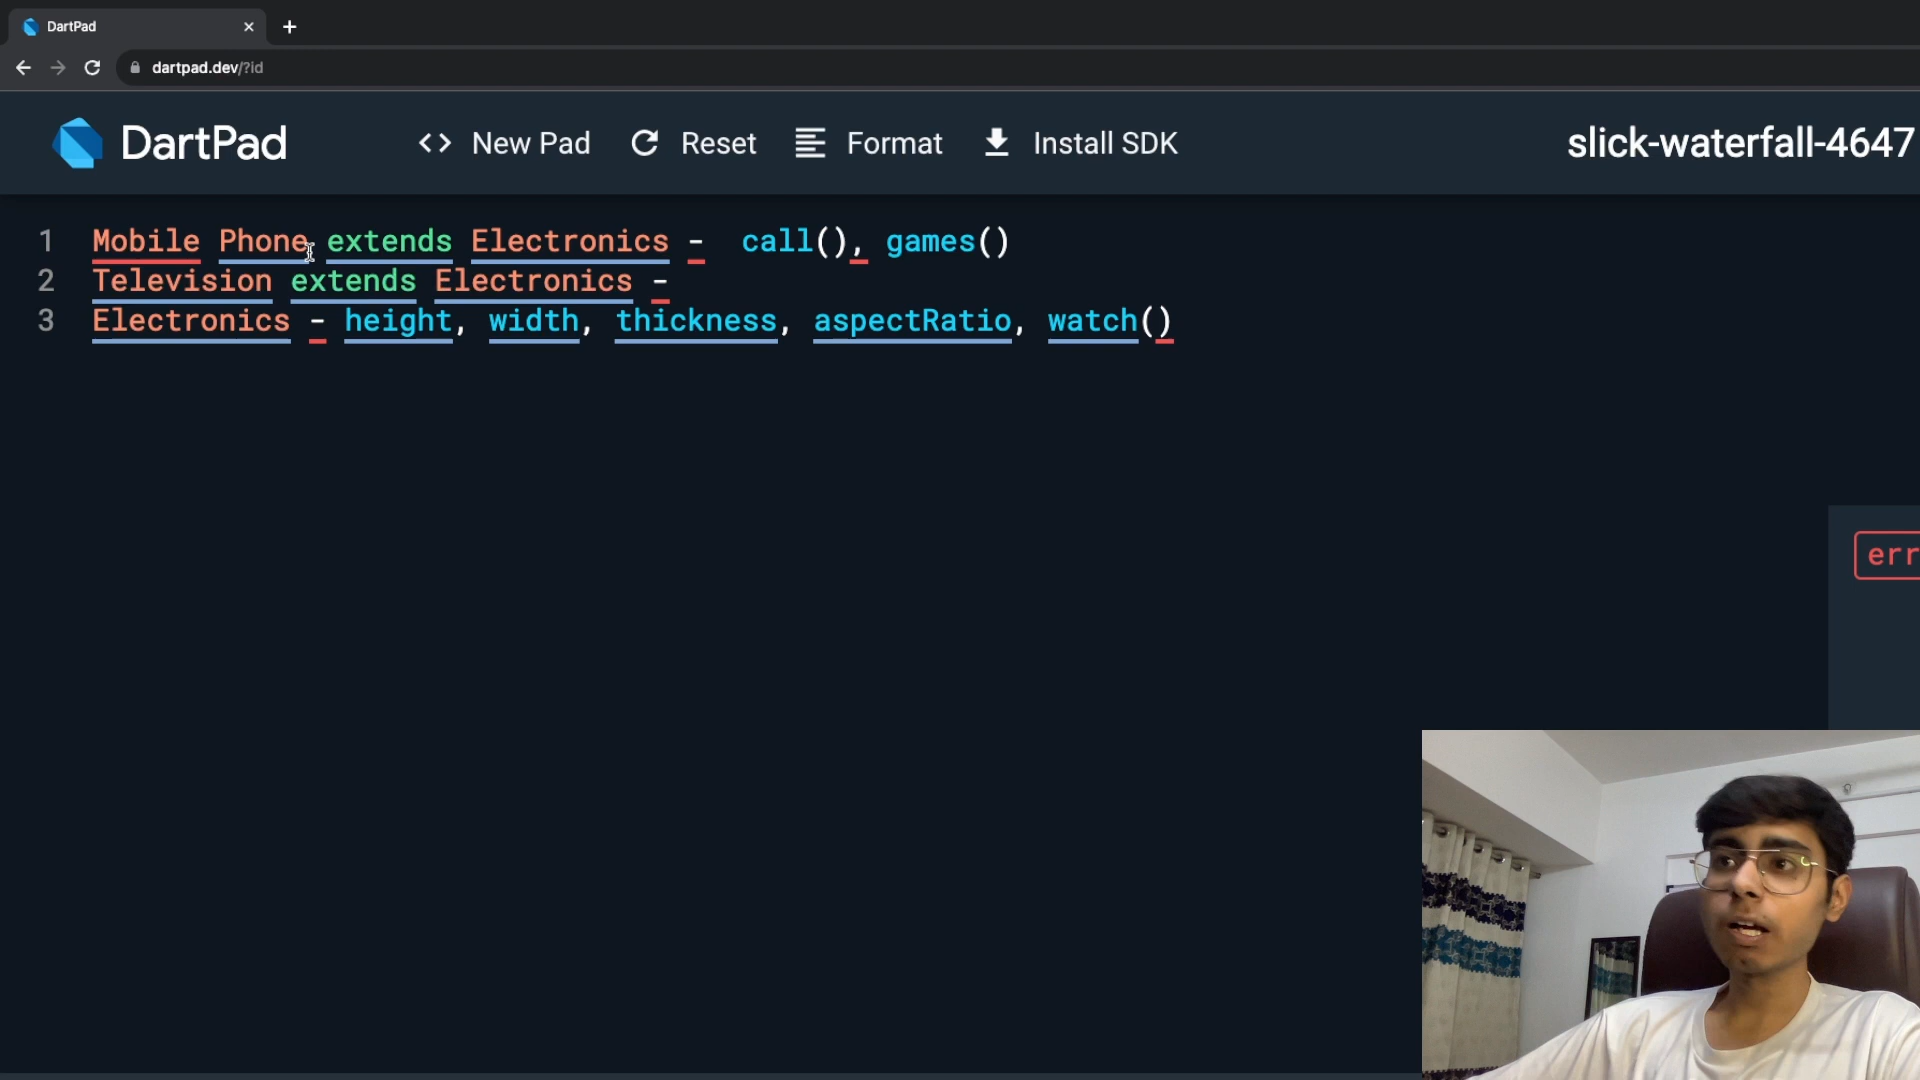 DartPad
dartpad.dev/?id
DartPad
<> New Pad
Reset
Format
Install SDK
slick-waterfall-4647
1 Mobile Phone extends Electronics -  call(), games()
2 Television extends Electronics -
3 Electronics - height, width, thickness, aspectRatio, watch()
err